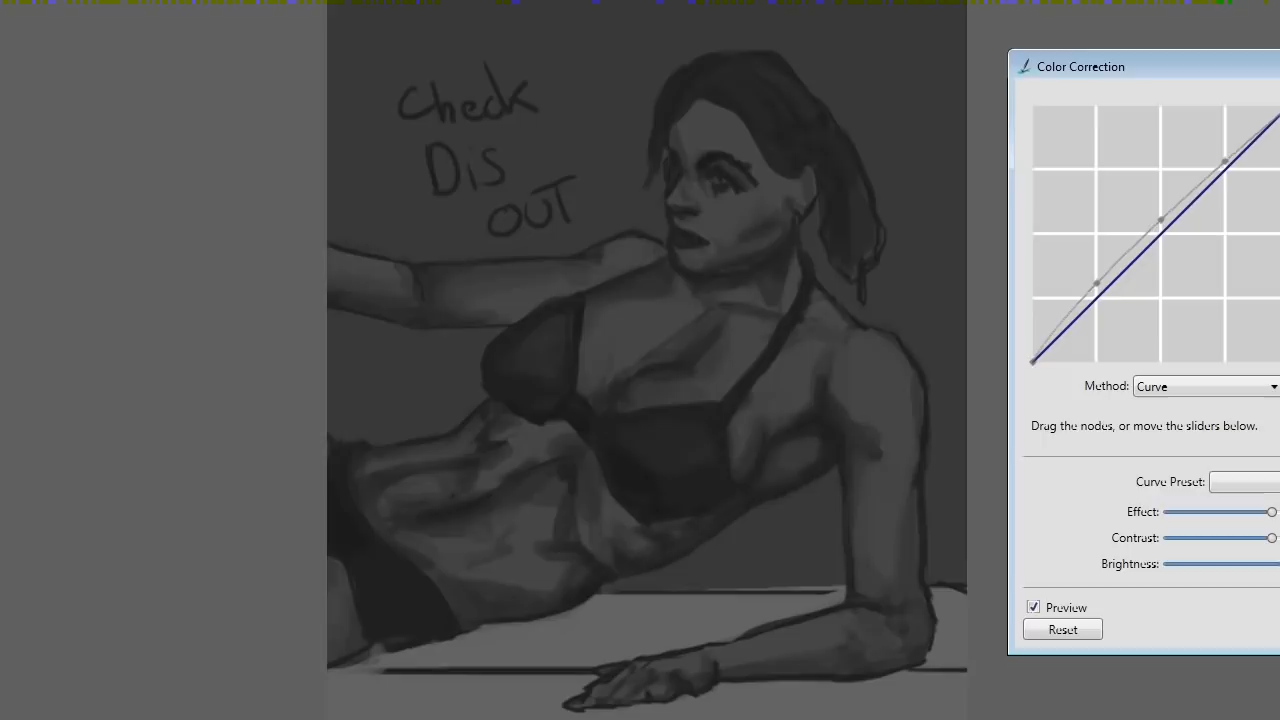 Check
Dis
OUT
Color Correction
Method: Curve
Drag the nodes, or move the sliders below.
Curve Preset:
Effect:
Contrast:
Brightness:
Preview
Reset